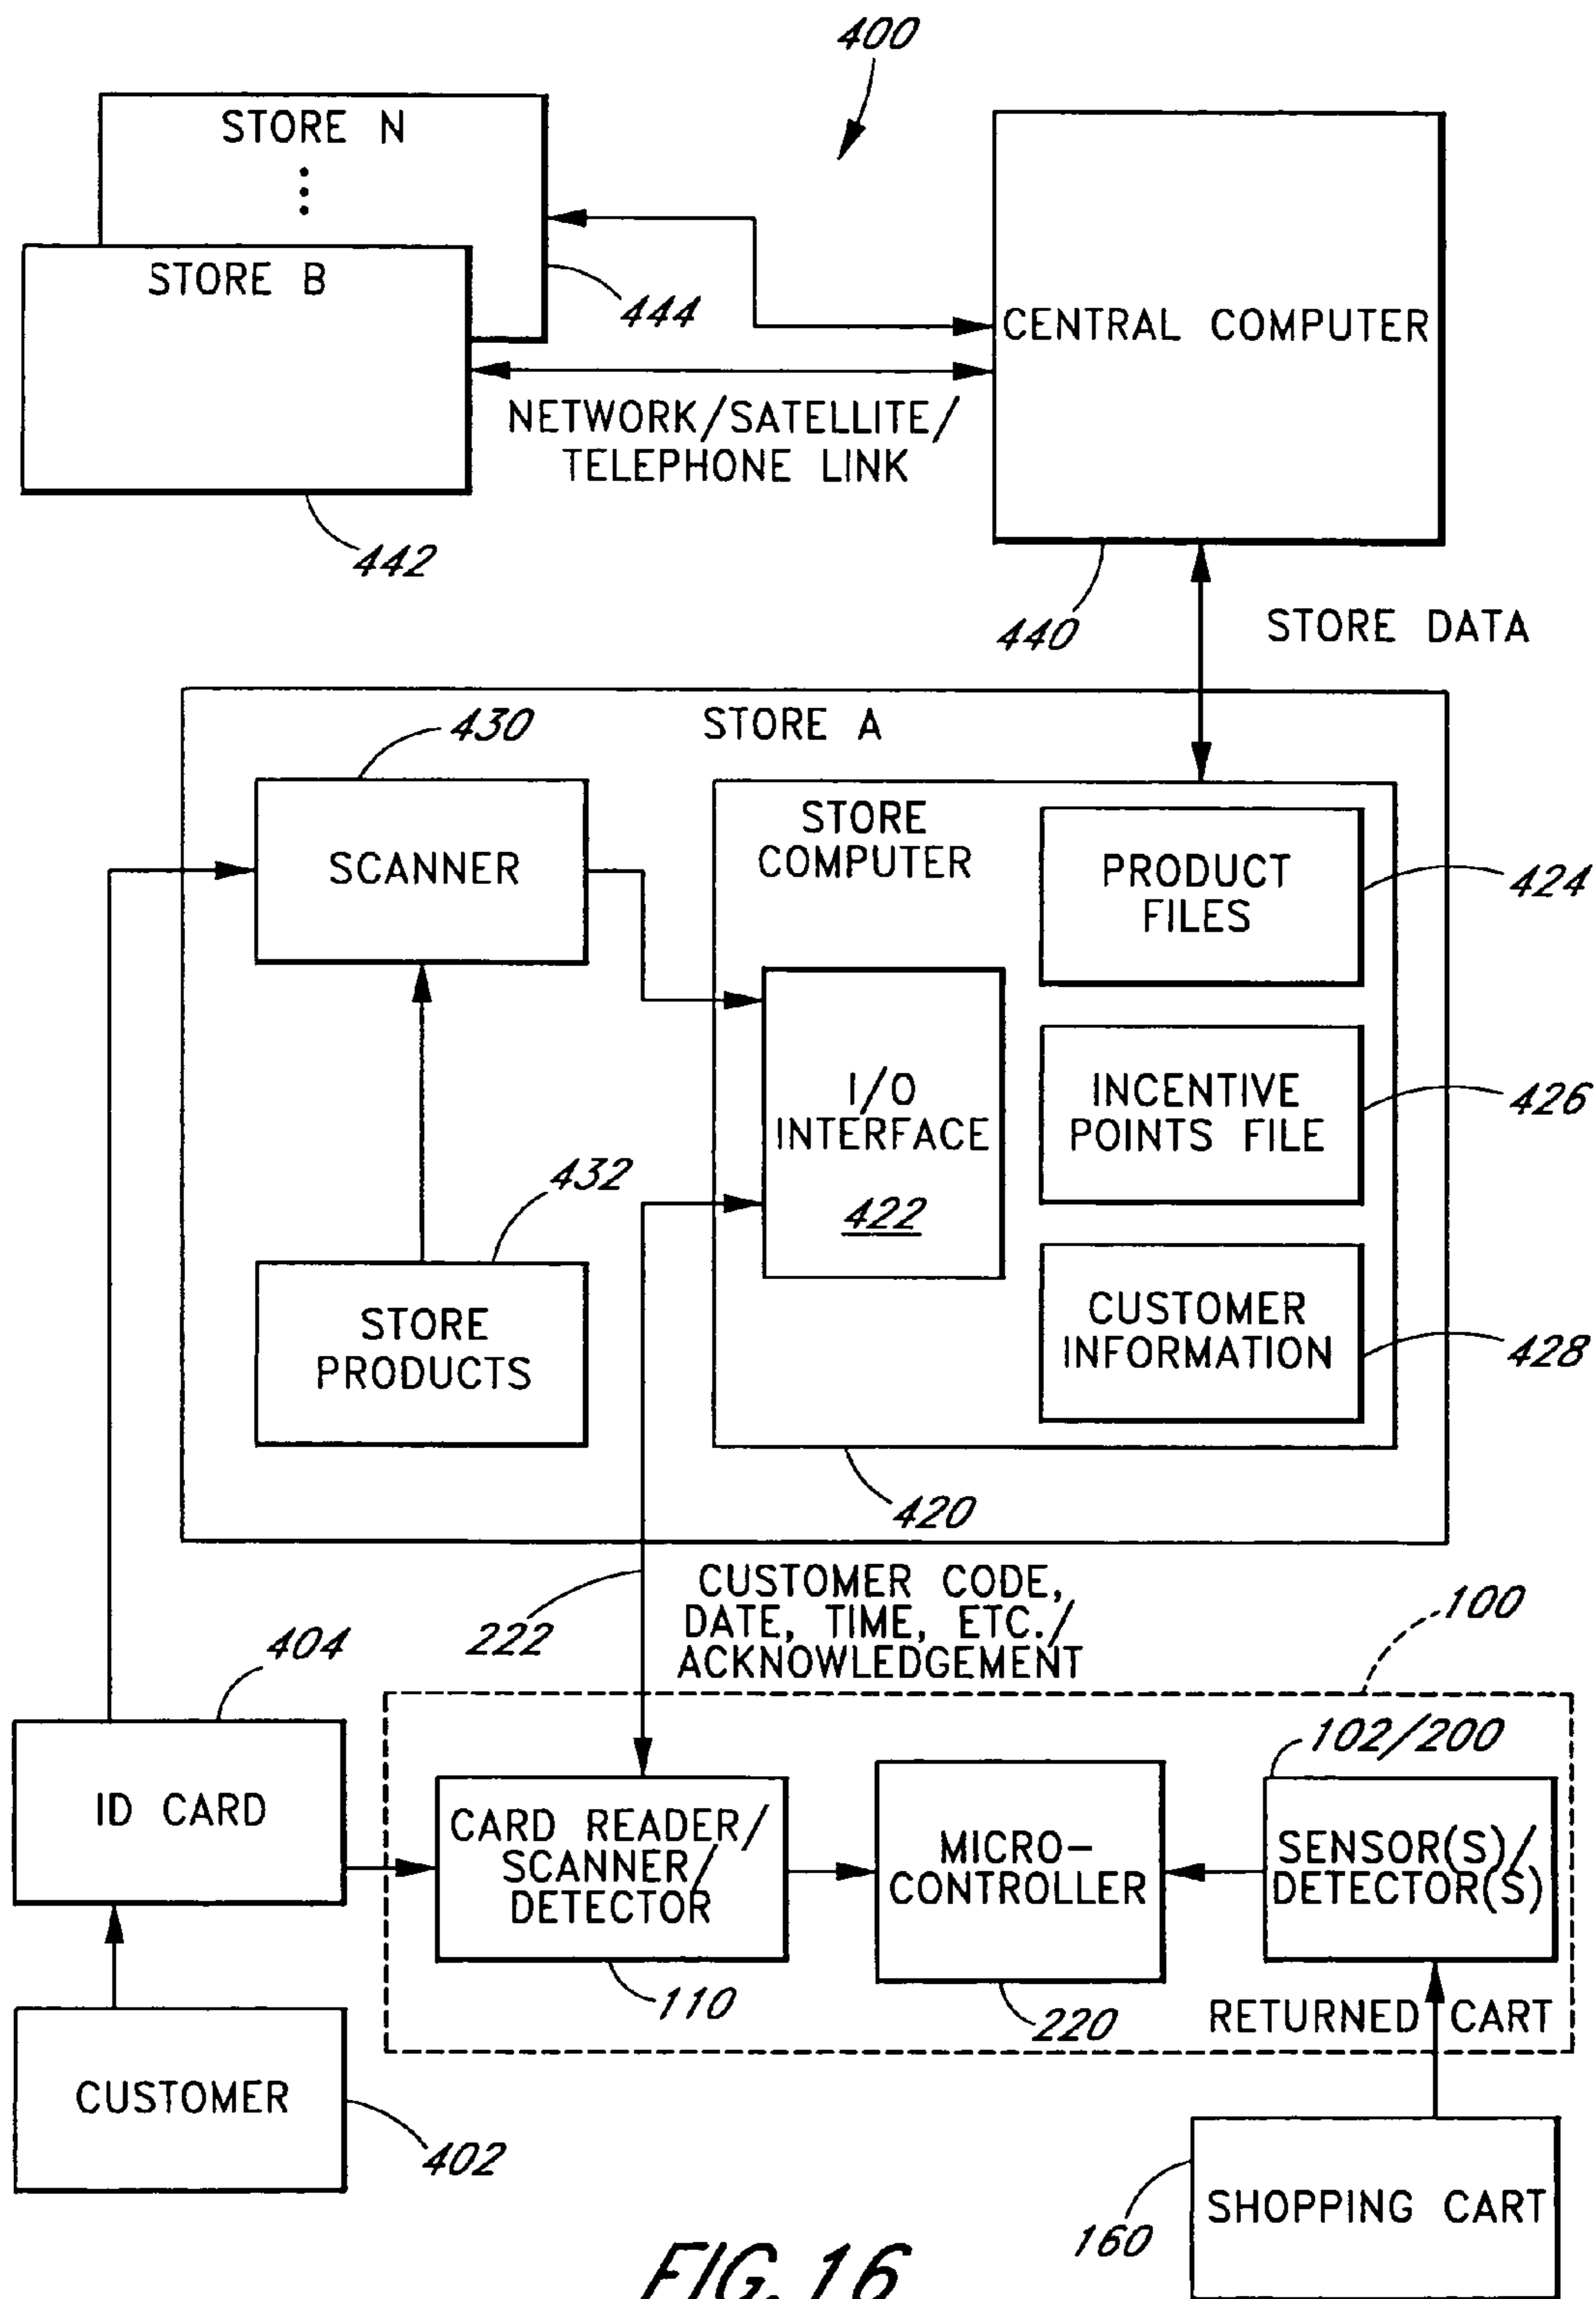 400
STORE N
STORE B
444
CENTRAL COMPUTER
NETWORK/SATELLITE/
TELEPHONE LINK
442
440
STORE DATA
STORE A
430
SCANNER
STORE
COMPUTER
PRODUCT
FILES
424
I/O
INTERFACE
422
INCENTIVE
POINTS FILE
426
432
STORE
PRODUCTS
CUSTOMER
INFORMATION
428
420
222
CUSTOMER CODE,
DATE, TIME, ETC./
ACKNOWLEDGEMENT
100
404
ID CARD
102/200
CARD READER/
SCANNER/
DETECTOR
MICRO-
CONTROLLER
SENSOR(S)/
DETECTOR(S)
110
220
RETURNED CART
CUSTOMER
402
SHOPPING CART
160
FIG. 16